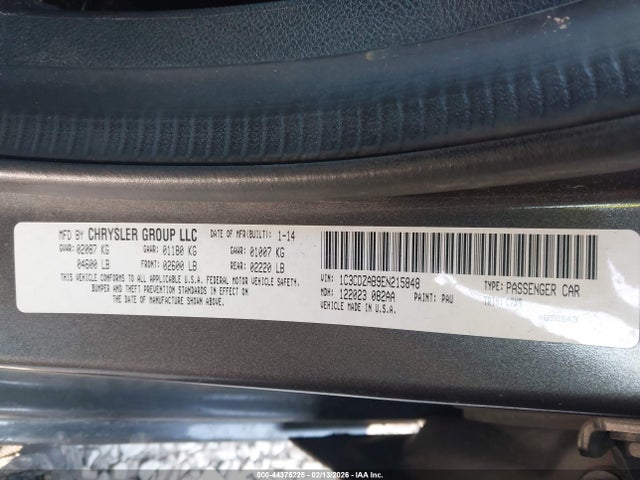 MFD BY CHRYSLER GROUP LLC DATE OF MFR(BUILT): 1-14
GVWR: 02087 KG GAWR: 01180 KG GAWR: 01007 KG
04600 LB FRONT: 02600 LB REAR: 02220 LB
THIS VEHICLE CONFORMS TO ALL APPLICABLE U.S.A. FEDERAL MOTOR VEHICLE SAFETY,
BUMPER AND THEFT PREVENTION STANDARDS IN EFFECT ON
THE DATE OF MANUFACTURE SHOWN ABOVE.
VIN: 1C3CDZAB9EN215848 TYPE: PASSENGER CAR
MDH: 122023 082AA PAINT: PAU
VEHICLE MADE IN U.S.A.
000-44375225 - 02/13/2026 - IAA Inc.